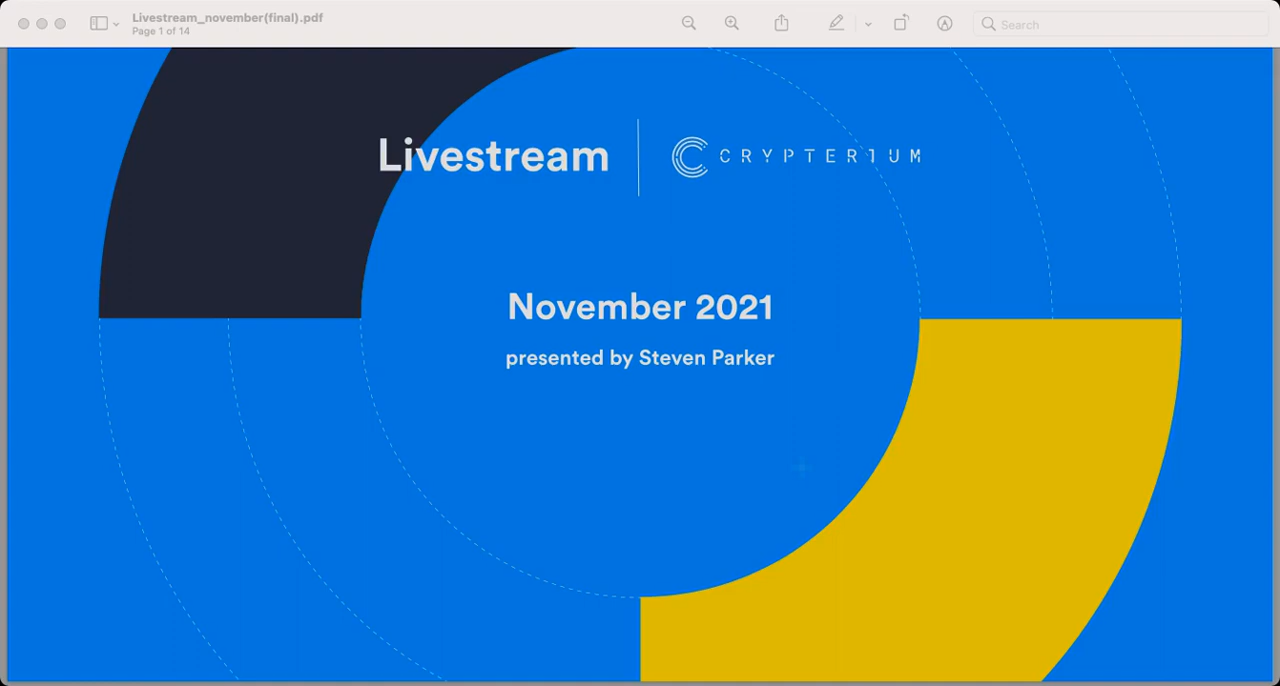 Livestream_november(final).pdf
Page 1 of 14
Search
Livestream
CRYPTERIUM
November 2021
presented by Steven Parker